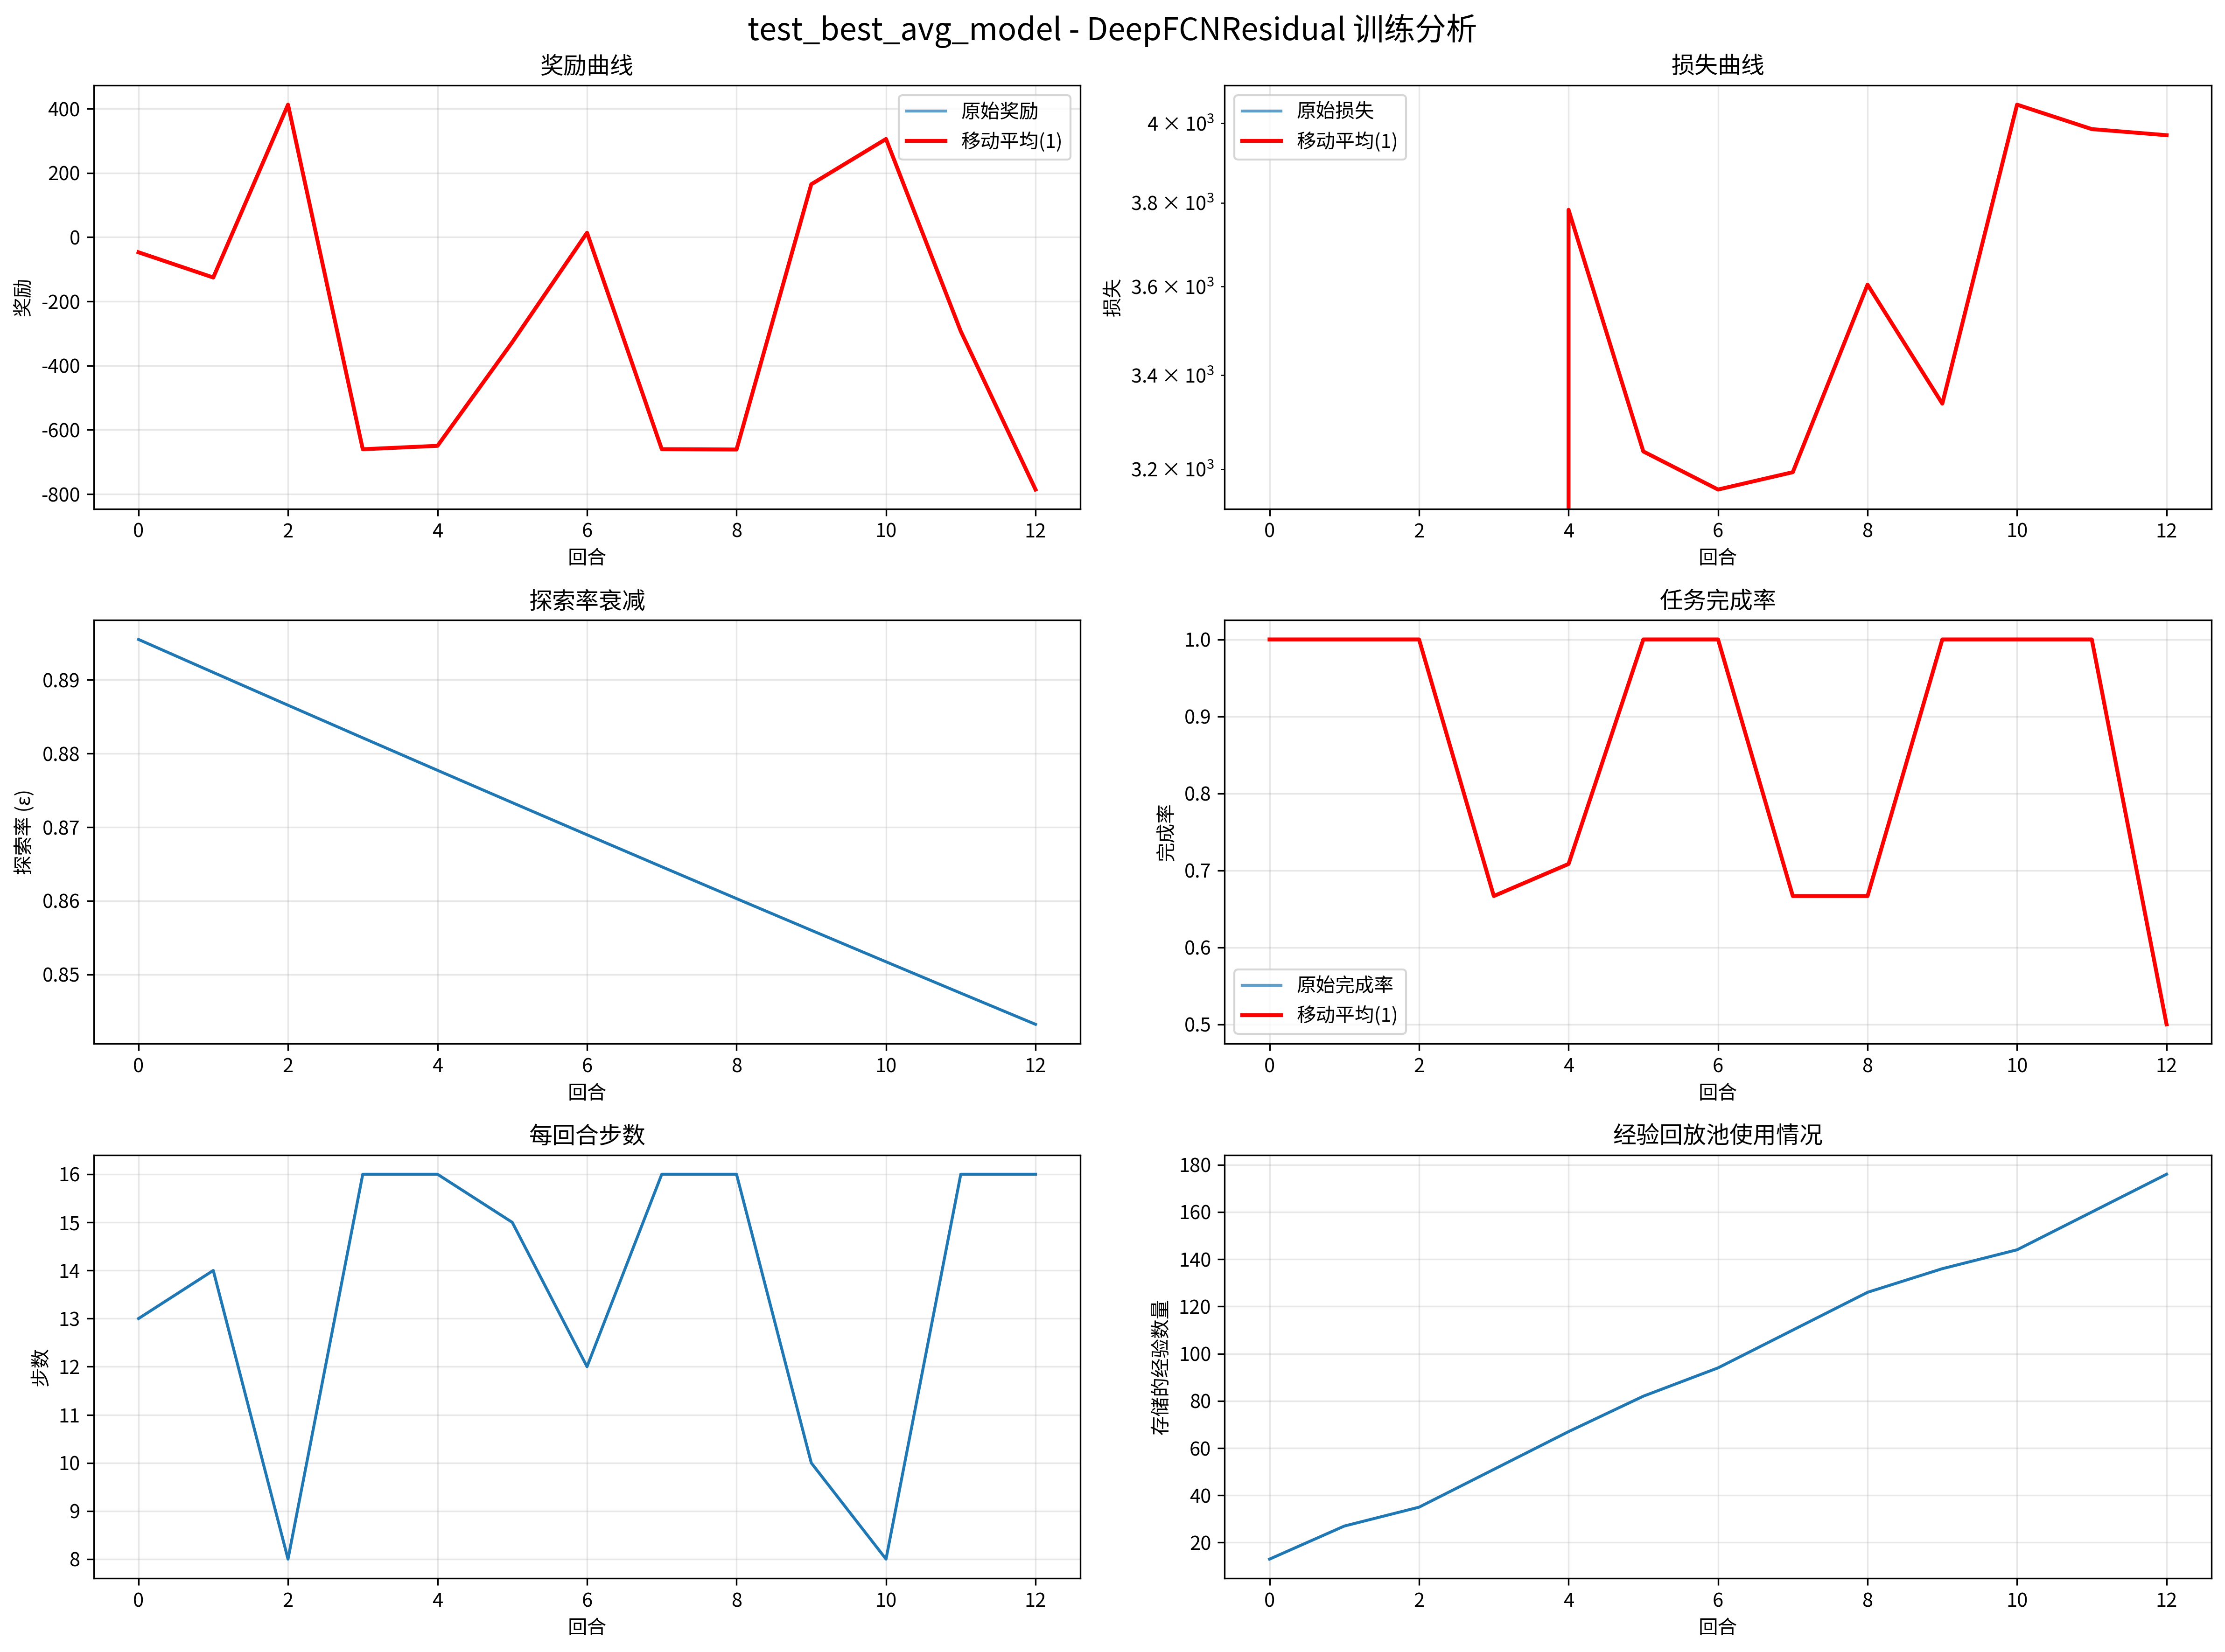 test_best_avg_model - DeepFCNResidual 训练分析
奖励曲线
400
200
0
-200
-400
-600
-800
奖励
原始奖励
移动平均(1)
0 2 4 6 8 10 12
回合
损失曲线
4 × 10³
3.8 × 10³
3.6 × 10³
3.4 × 10³
3.2 × 10³
损失
原始损失
移动平均(1)
0 2 4 6 8 10 12
回合
探索率衰减
0.89
0.88
0.87
0.86
0.85
探索率 (ε)
0 2 4 6 8 10 12
回合
任务完成率
1.0
0.9
0.8
0.7
0.6
0.5
完成率
原始完成率
移动平均(1)
0 2 4 6 8 10 12
回合
每回合步数
16
15
14
13
12
11
10
9
8
步数
0 2 4 6 8 10 12
回合
经验回放池使用情况
180
160
140
120
100
80
60
40
20
存储的经验数量
0 2 4 6 8 10 12
回合